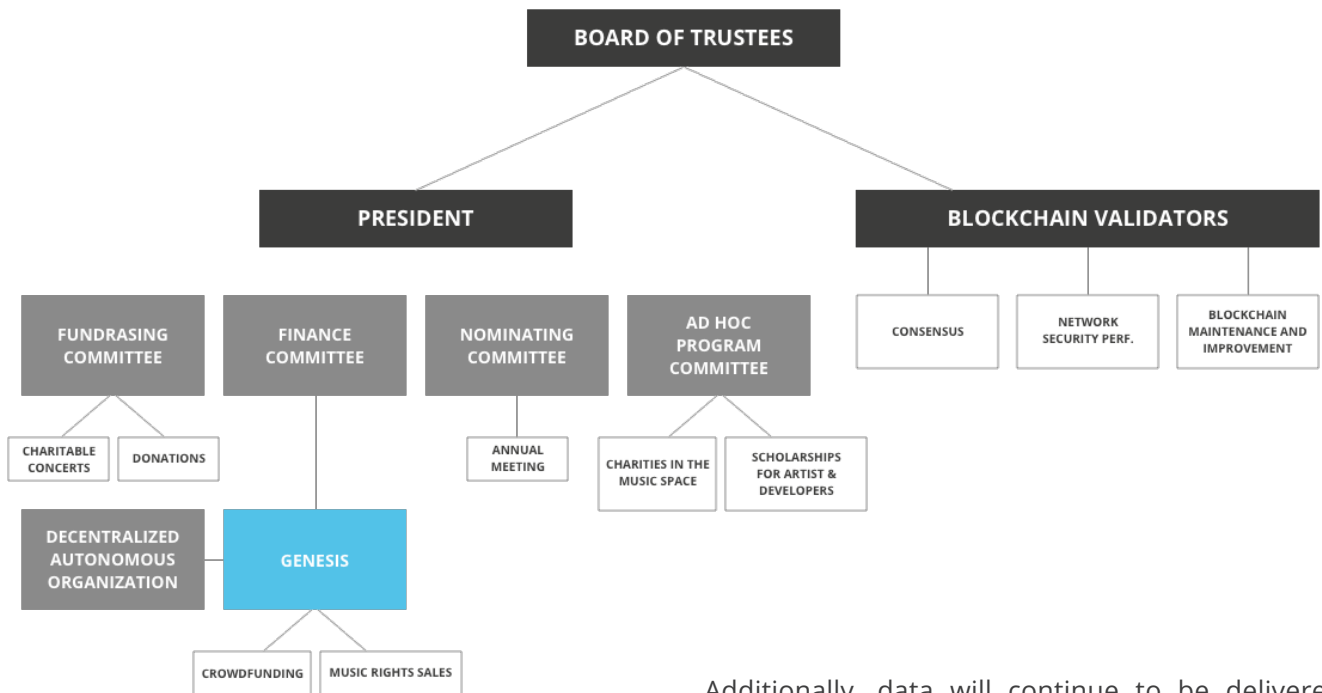 BOARD OF TRUSTEES
PRESIDENT
BLOCKCHAIN VALIDATORS
FUNDRASING
COMMITTEE
FINANCE
COMMITTEE
NOMINATING
COMMITTEE
AD HOC
PROGRAM
COMMITTEE
CONSENSUS
NETWORK
SECURITY PERF.
BLOCKCHAIN
MAINTENANCE AND
IMPROVEMENT
CHARITABLE
CONCERTS
DONATIONS
ANNUAL
MEETING
CHARITIES IN THE
MUSIC SPACE
SCHOLARSHIPS
FOR ARTIST &
DEVELOPERS
DECENTRALIZED
AUTONOMOUS
ORGANIZATION
GENESIS
CROWDFUNDING
MUSIC RIGHTS SALES
Additionally, data will continue to be delivere